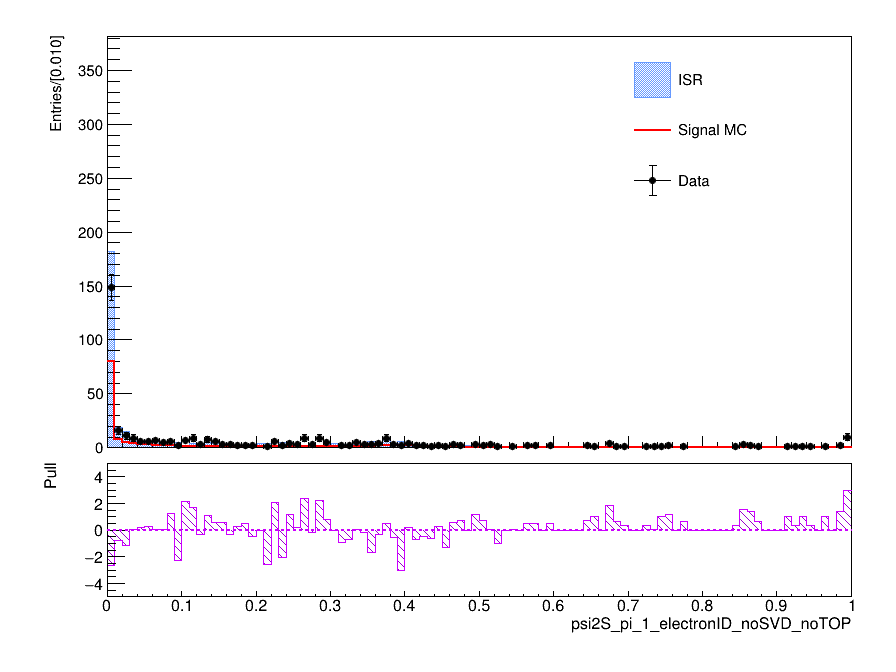 Entries/[0.010]
350
300
250
200
150
100
50
0
ISR
Signal MC
Data
Pull
4
2
0
−2
−4
0 0.1 0.2 0.3 0.4 0.5 0.6 0.7 0.8 0.9 1
psi2S_pi_1_electronID_noSVD_noTOP